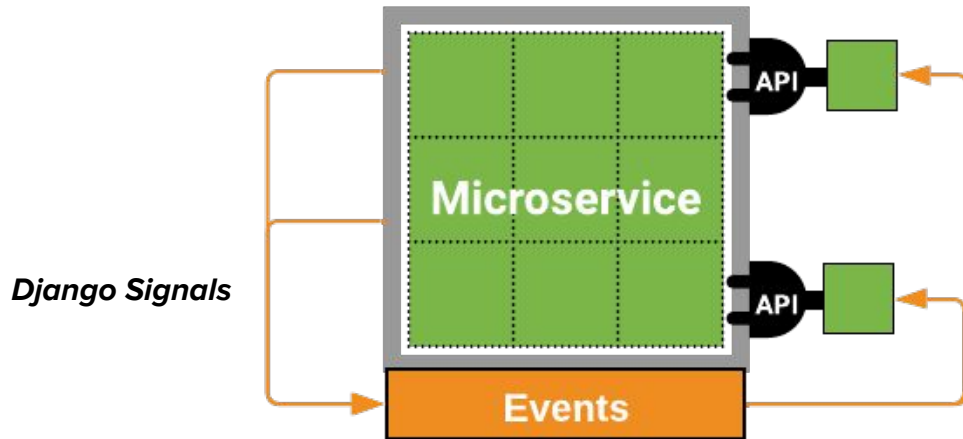 API
Microservice
Django Signals
API
Events